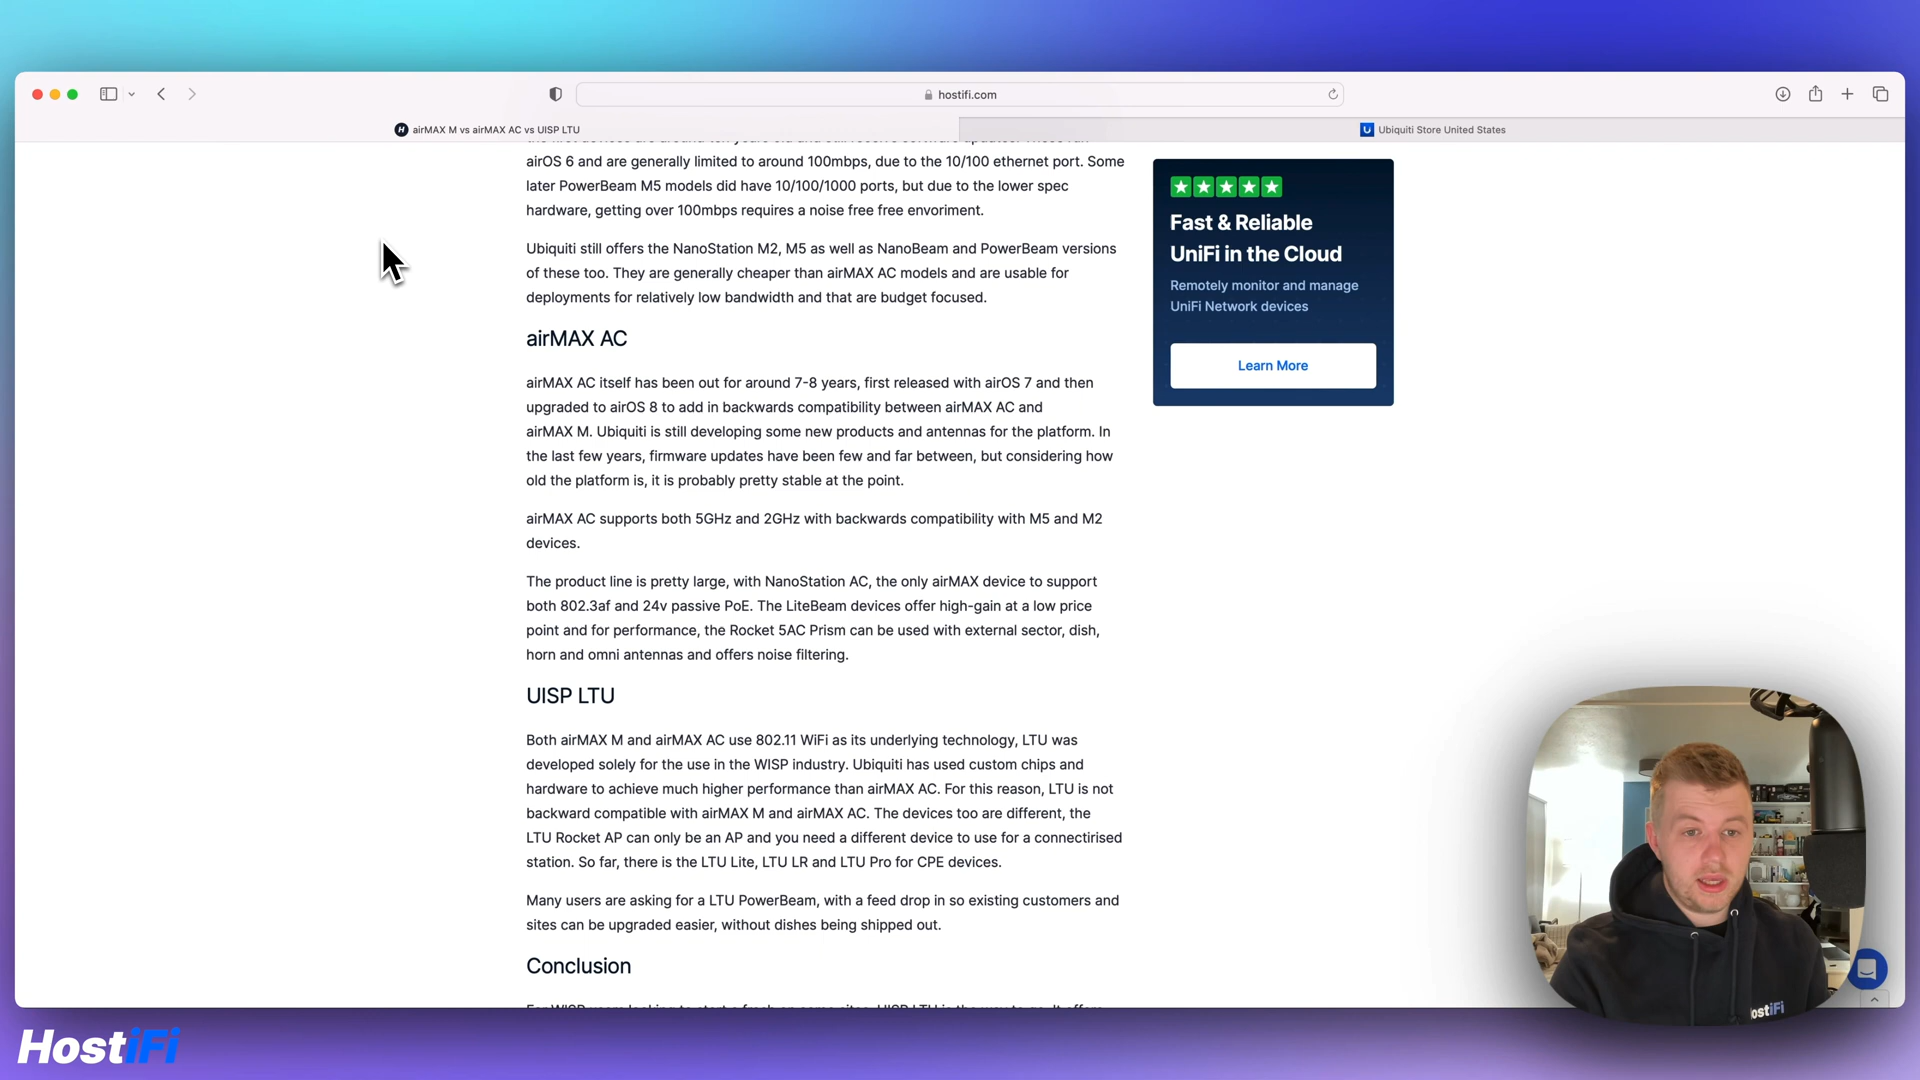 hostifi.com
airMAX M vs airMAX AC vs UISP LTU
Ubiquiti Store United States
airOS 6 and are generally limited to around 100mbps, due to the 10/100 ethernet port. Some
later PowerBeam M5 models did have 10/100/1000 ports, but due to the lower spec
hardware, getting over 100mbps requires a noise free free envoriment.
Ubiquiti still offers the NanoStation M2, M5 as well as NanoBeam and PowerBeam versions
of these too. They are generally cheaper than airMAX AC models and are usable for
deployments for relatively low bandwidth and that are budget focused.
airMAX AC
airMAX AC itself has been out for around 7-8 years, first released with airOS 7 and then
upgraded to airOS 8 to add in backwards compatibility between airMAX AC and
airMAX M. Ubiquiti is still developing some new products and antennas for the platform. In
the last few years, firmware updates have been few and far between, but considering how
old the platform is, it is probably pretty stable at the point.
airMAX AC supports both 5GHz and 2GHz with backwards compatibility with M5 and M2
devices.
The product line is pretty large, with NanoStation AC, the only airMAX device to support
both 802.3af and 24v passive PoE. The LiteBeam devices offer high-gain at a low price
point and for performance, the Rocket 5AC Prism can be used with external sector, dish,
horn and omni antennas and offers noise filtering.
UISP LTU
Both airMAX M and airMAX AC use 802.11 WiFi as its underlying technology, LTU was
developed solely for the use in the WISP industry. Ubiquiti has used custom chips and
hardware to achieve much higher performance than airMAX AC. For this reason, LTU is not
backward compatible with airMAX M and airMAX AC. The devices too are different, the
LTU Rocket AP can only be an AP and you need a different device to use for a connectirised
station. So far, there is the LTU Lite, LTU LR and LTU Pro for CPE devices.
Many users are asking for a LTU PowerBeam, with a feed drop in so existing customers and
sites can be upgraded easier, without dishes being shipped out.
Conclusion
Fast & Reliable
UniFi in the Cloud
Remotely monitor and manage
UniFi Network devices
Learn More
ostiFi
HostiFi